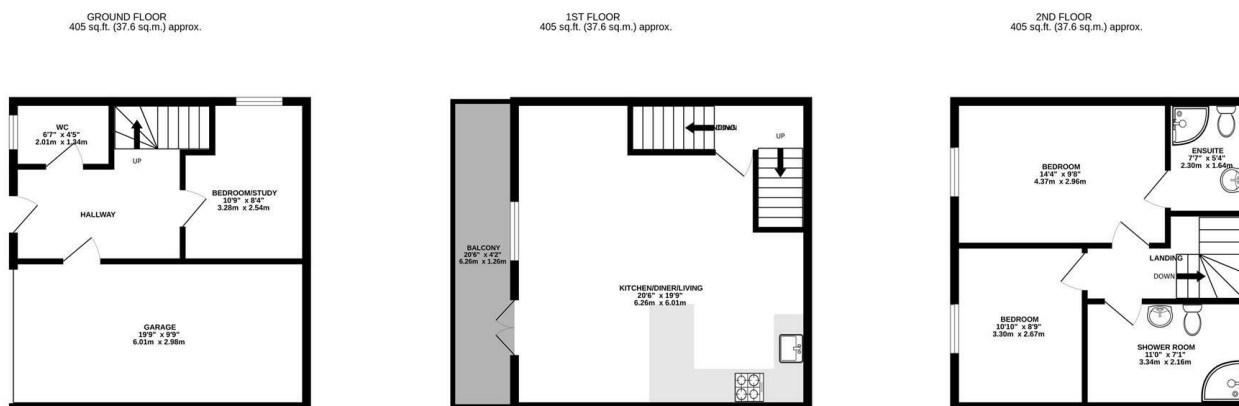 GROUND FLOOR
405 sq.ft. (37.6 sq.m.) approx.
WC
6'7" x 4'5"
2.01m x 1.34m
UP
BEDROOM/STUDY
10'9" x 8'4"
3.28m x 2.54m
HALLWAY
GARAGE
19'9" x 9'9"
6.01m x 2.98m
1ST FLOOR
405 sq.ft. (37.6 sq.m.) approx.
UP
BALCONY
20'6" x 4'2"
6.26m x 1.26m
KITCHEN/DINER/LIVING
20'6" x 19'9"
6.26m x 6.01m
2ND FLOOR
405 sq.ft. (37.6 sq.m.) approx.
BEDROOM
14'4" x 9'8"
4.37m x 2.96m
ENSUITE
7'7" x 5'4"
2.30m x 1.64m
LANDING
DOWN
BEDROOM
10'10" x 8'9"
3.30m x 2.67m
SHOWER ROOM
11'0" x 7'1"
3.34m x 2.16m